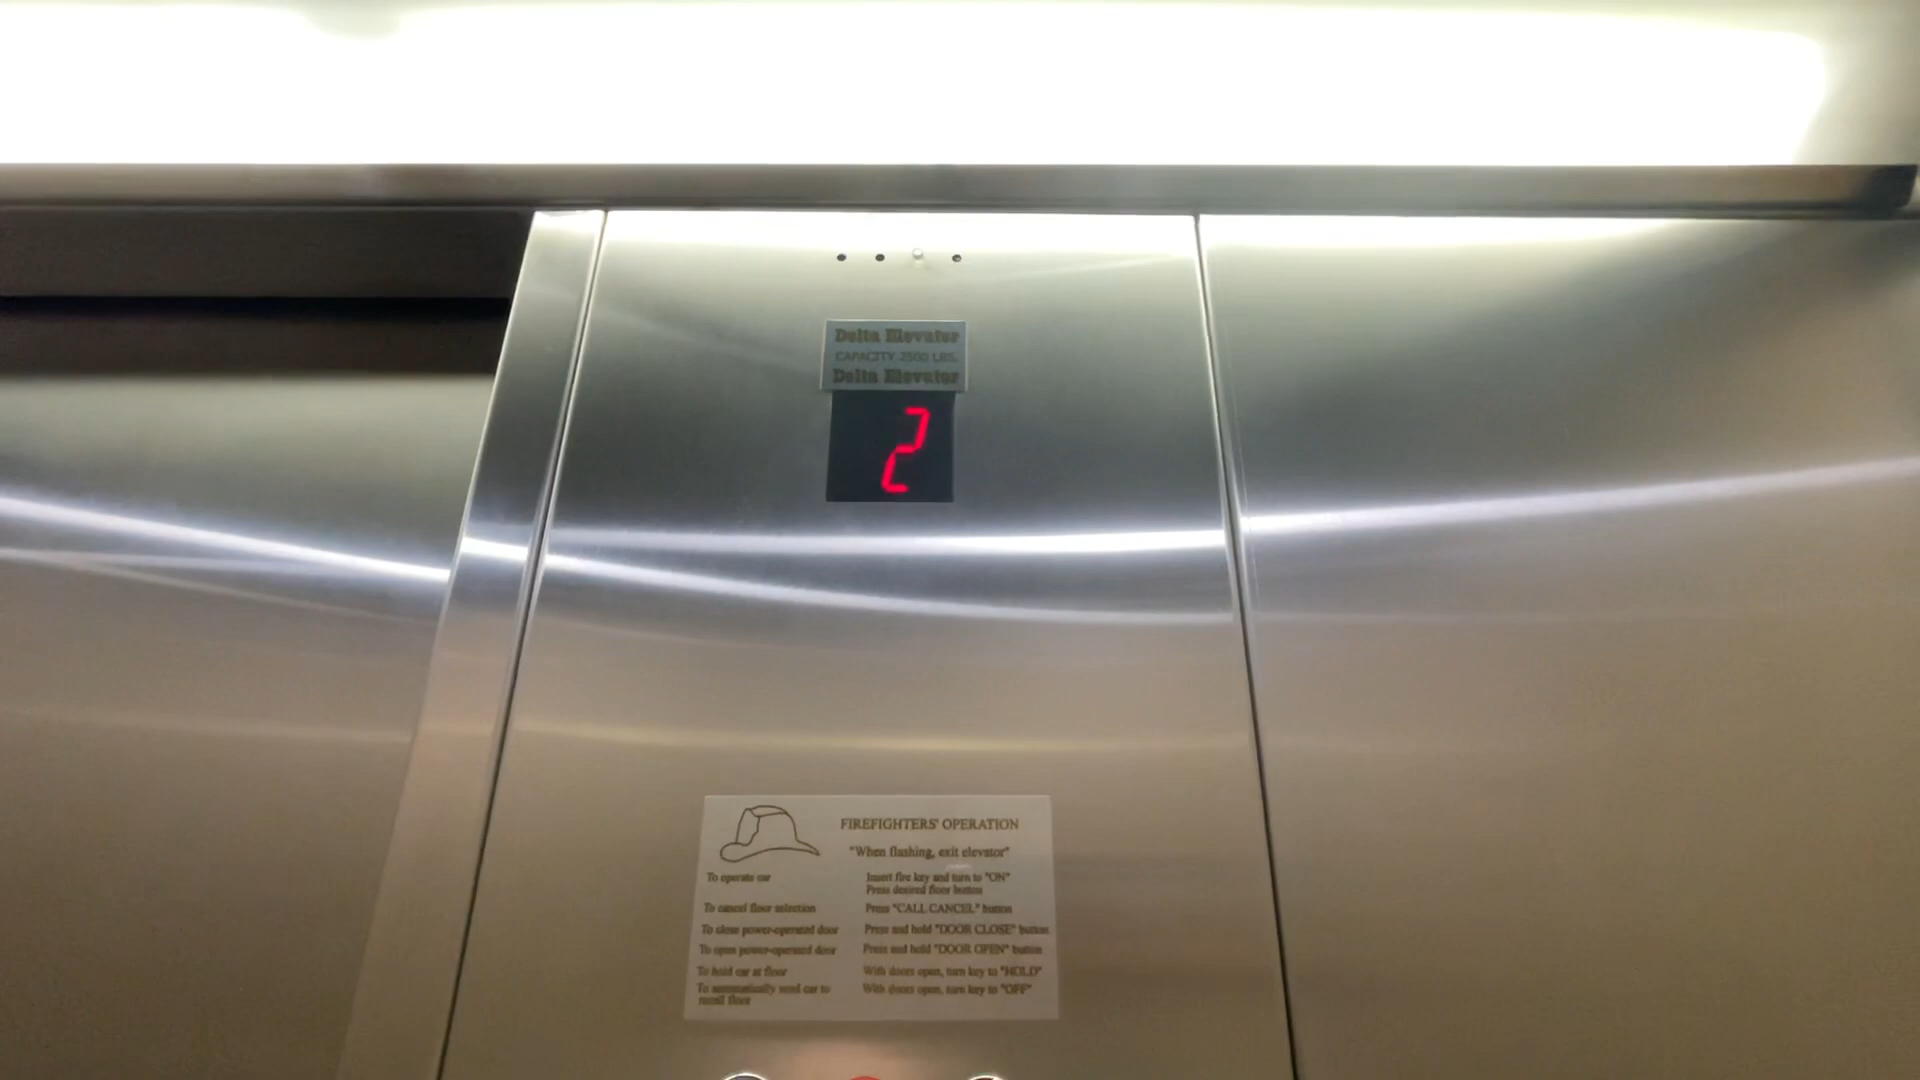 Delta Elevator
CAPACITY 2500 LBS.
Delta Elevator
2
FIREFIGHTERS' OPERATION
"When flashing, exit elevator"
To operate car Insert fire key and turn to "ON"
Press desired floor button
To cancel floor selection Press "CALL CANCEL" button
To close power-operated door Press and hold "DOOR CLOSE" button
To open power-operated door Press and hold "DOOR OPEN" button
To hold car at floor With doors open, turn key to "HOLD"
To automatically send car to With doors open, turn key to "OFF"
recall floor